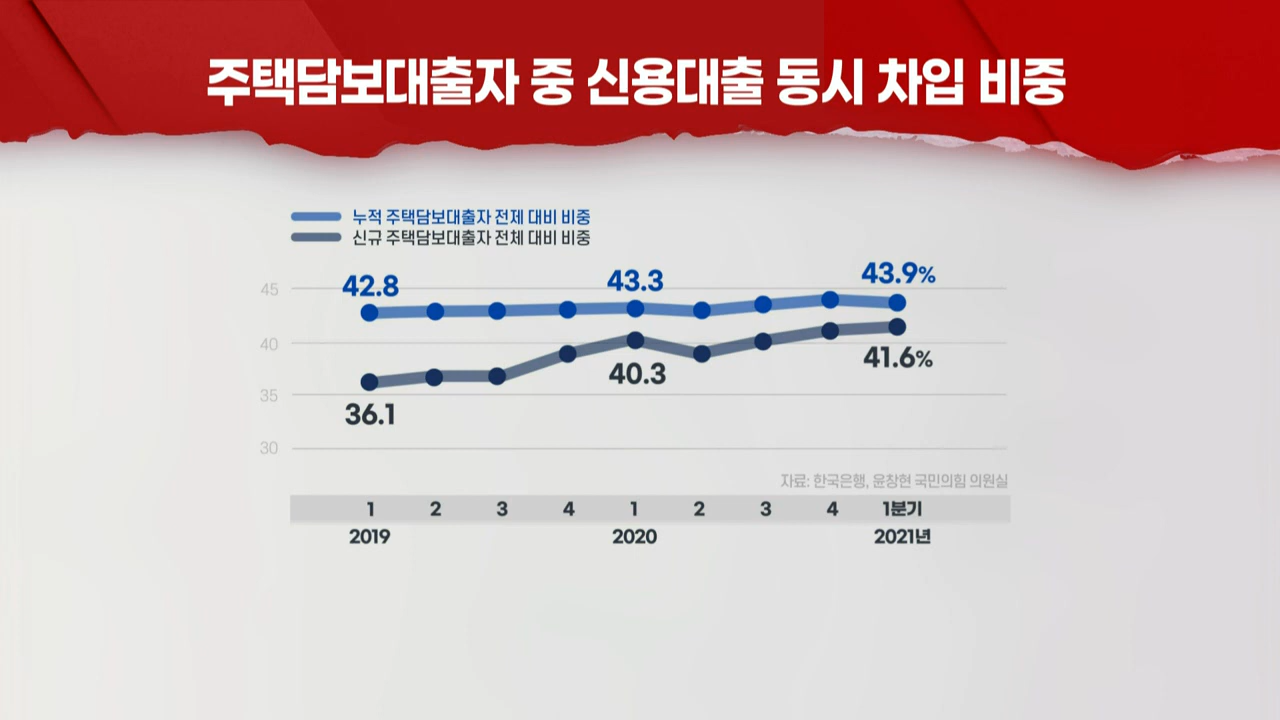 주택담보대출자 중 신용대출 동시 차입 비중
누적 주택담보대출자 전제 대비 비중
신규 주택담보대출자 전체 대비 비중
42.8
43.3
43.9%
45
40
40.3
41.6%
35
36.1
30
자료: 한국은행, 윤창현 국민의힘 의원실
1 2 3 4 1 2 3 4 1분기
2019 2020 2021년